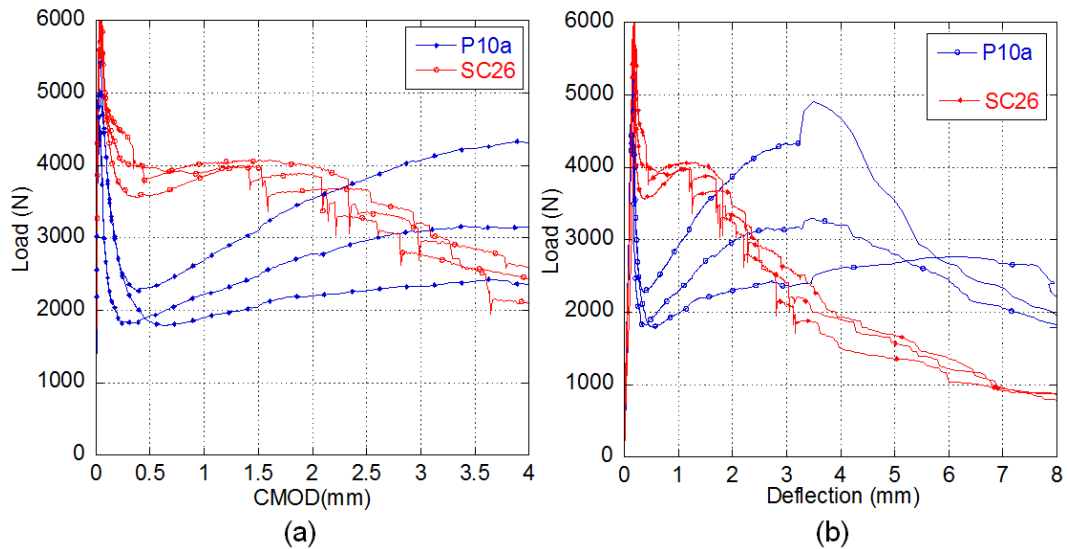 6000
5000
4000
3000
2000
1000
0
Load (N)
P10a
SC26
0 0.5 1 1.5 2 2.5 3 3.5 4
CMOD(mm)
(a)
6000
5000
4000
3000
2000
1000
0
Load (N)
P10a
SC26
0 1 2 3 4 5 6 7 8
Deflection (mm)
(b)